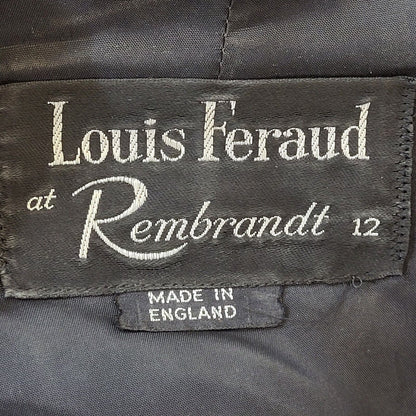 Louis Feraud
at Rembrandt 12
MADE IN
ENGLAND